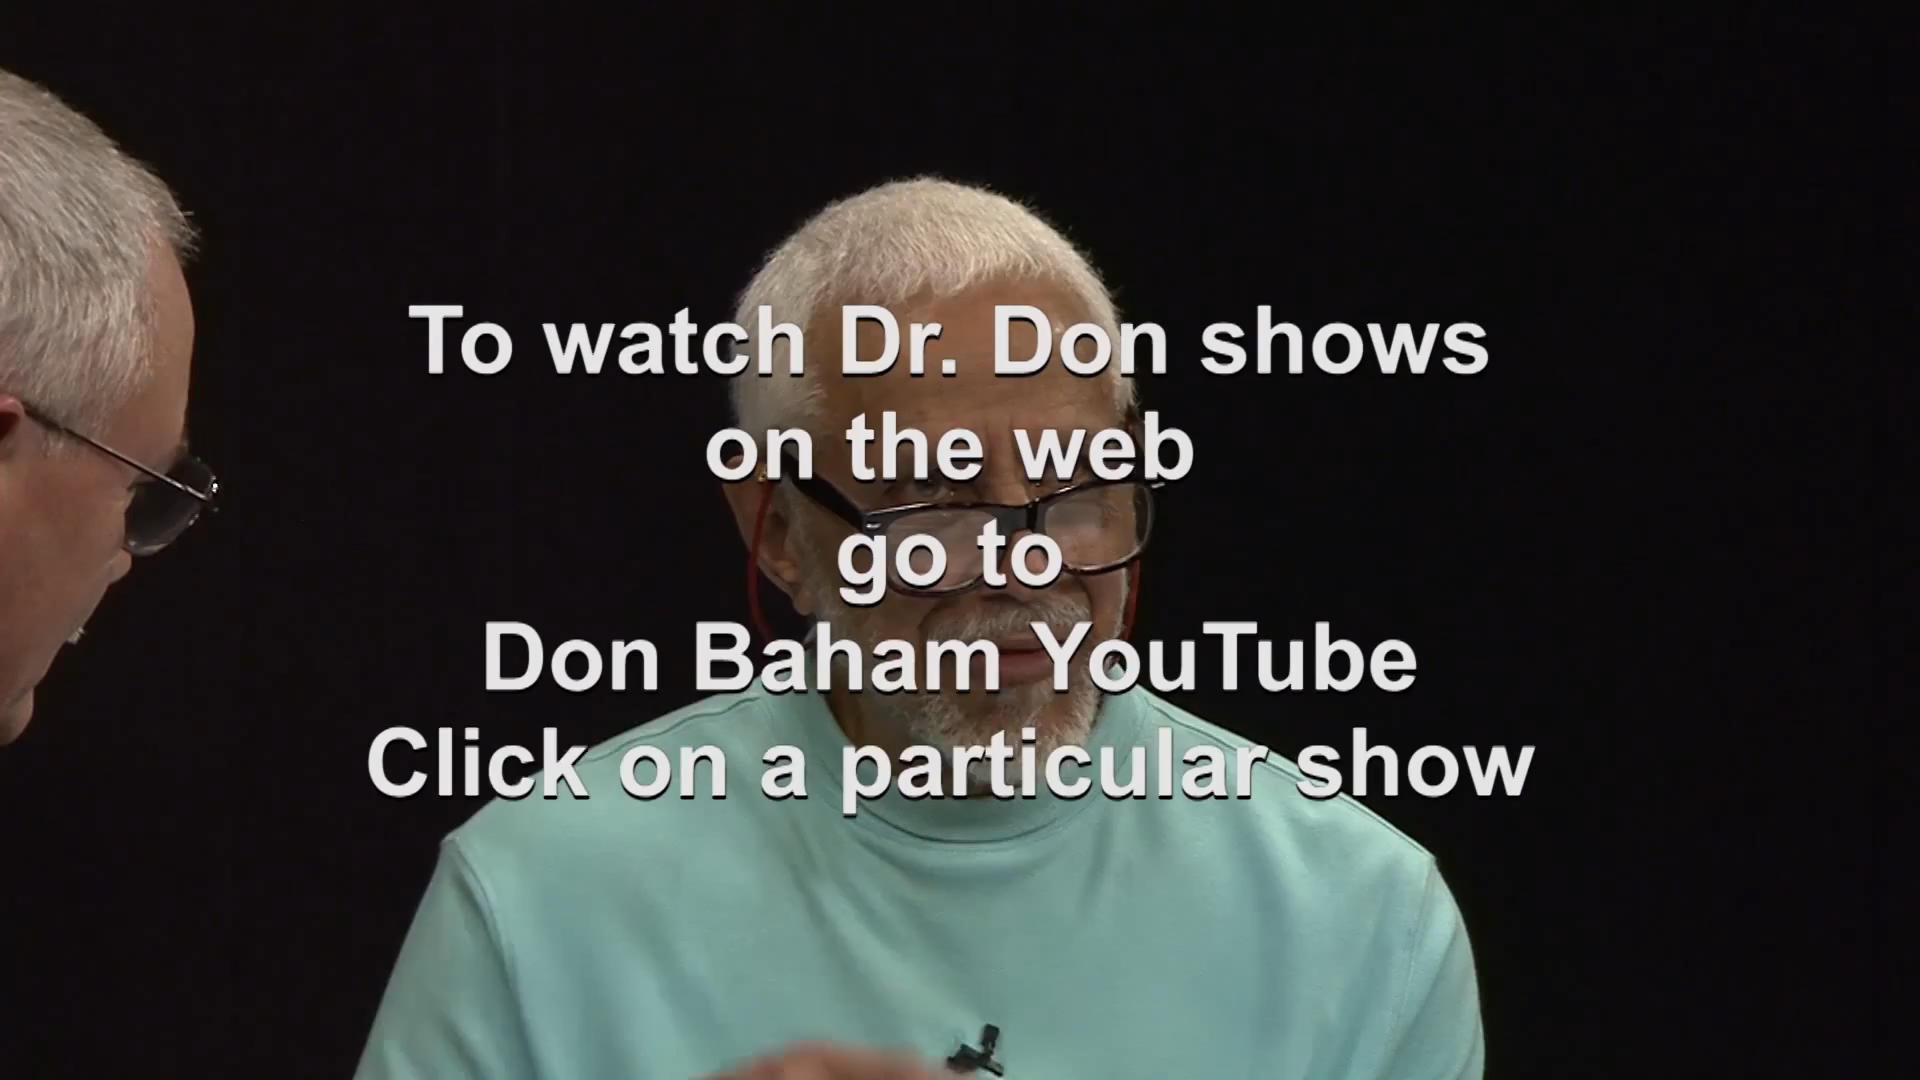 To watch Dr. Don shows
on the web
go to
Don Baham YouTube
Click on a particular show